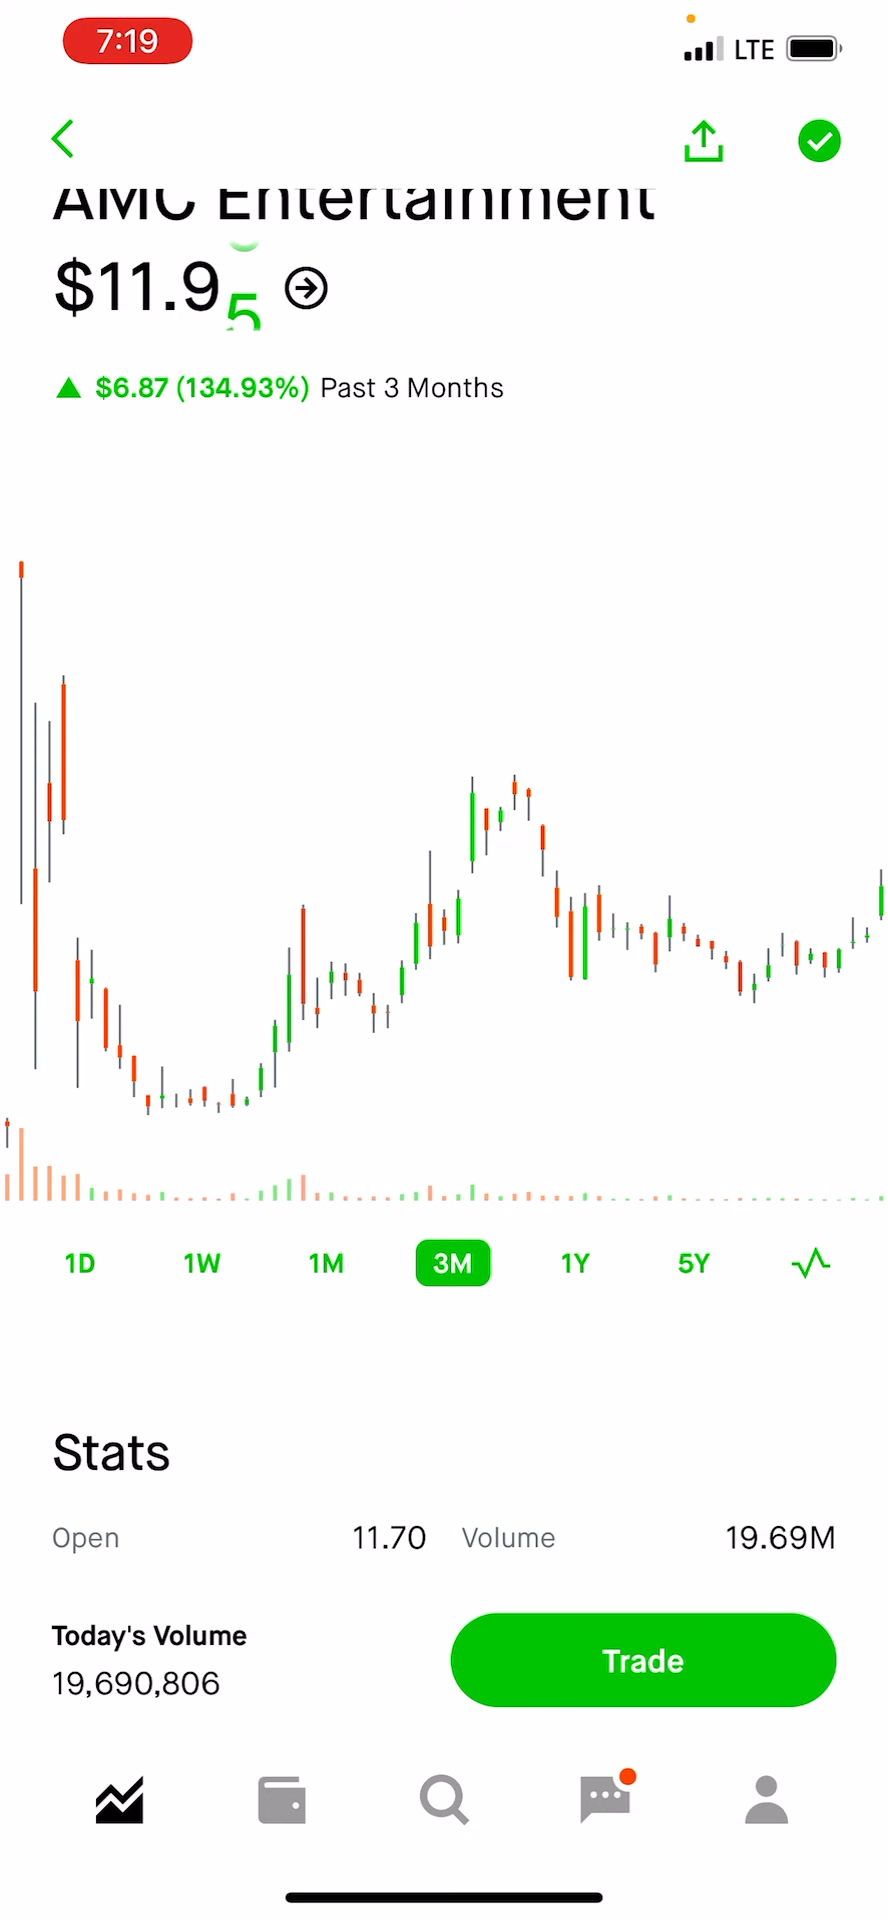 7:19
LTE
AMC Entertainment
$11.95
$6.87 (134.93%) Past 3 Months
1D 1W 1M 3M 1Y 5Y
Stats
Open 11.70 Volume 19.69M
Today's Volume
19,690,806
Trade